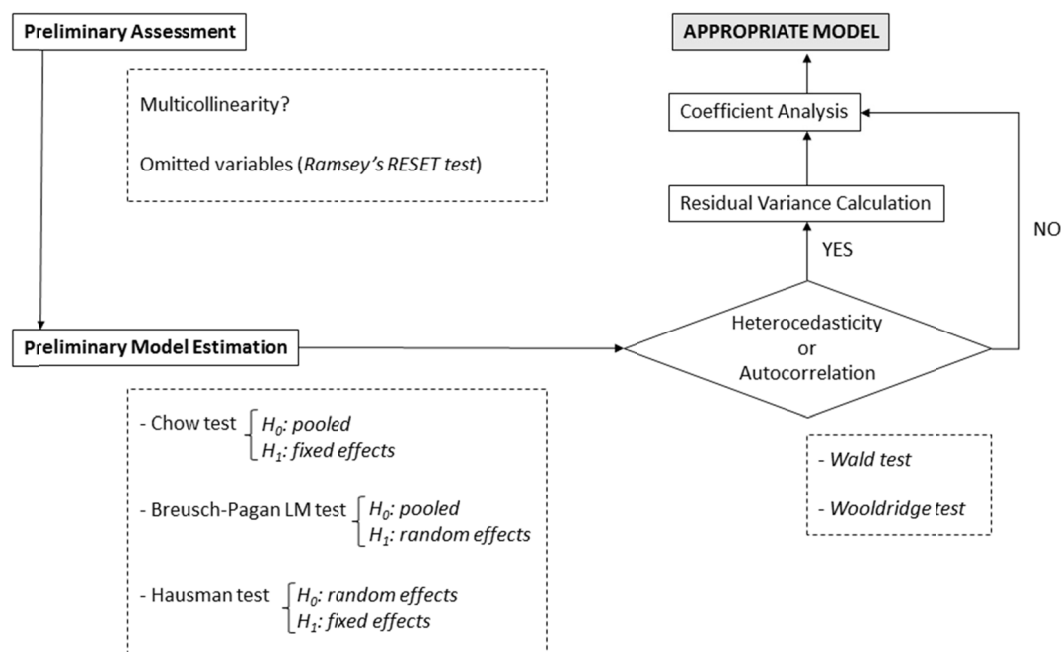 Preliminary Assessment
Multicollinearity?
Omitted variables (Ramsey's RESET test)
Preliminary Model Estimation
- Chow test
H0: pooled
H1: fixed effects
- Breusch-Pagan LM test
H0: pooled
H1: random effects
- Hausman test
H0: random effects
H1: fixed effects
APPROPRIATE MODEL
Coefficient Analysis
Residual Variance Calculation
YES
NO
Heterocedasticity
or
Autocorrelation
- Wald test
- Wooldridge test